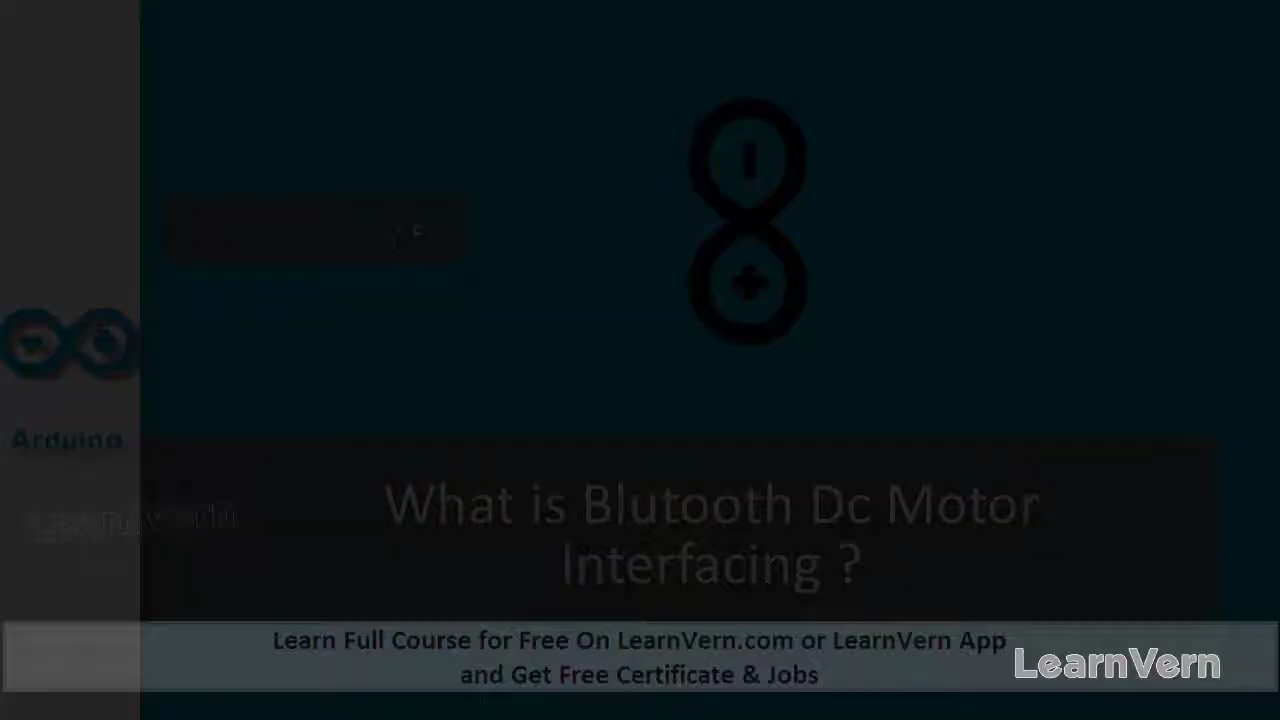 Arduino
What is Blutooth Dc Motor
Interfacing ?
Learn Full Course for Free On LearnVern.com or LearnVern App
and Get Free Certificate & Jobs
LearnVern